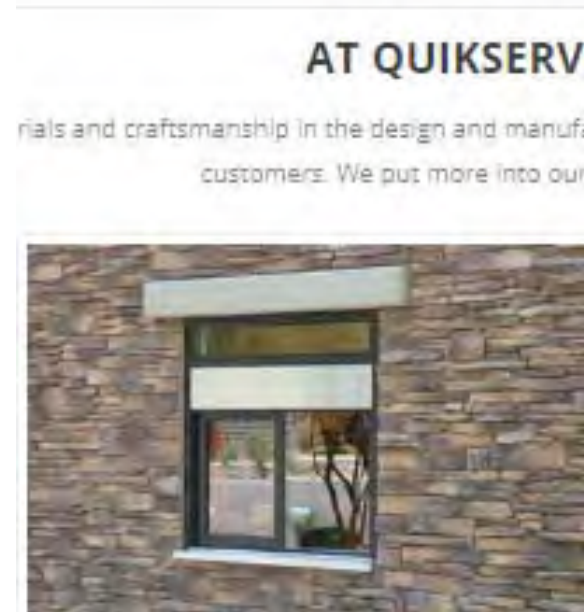 AT QUIKSERV
rials and craftsmanship in the design and manufa
customers. We put more into our